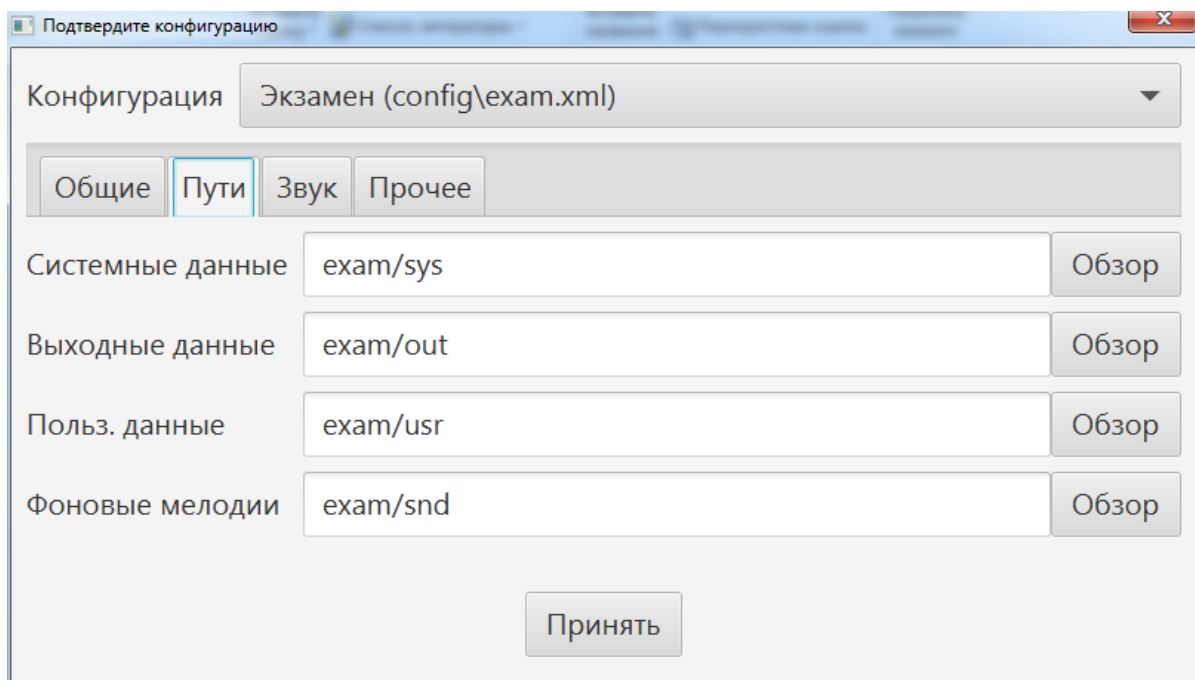 Подтвердите конфигурацию
Конфигурация Экзамен (config\exam.xml)
Общие Пути Звук Прочее
Системные данные exam/sys Обзор
Выходные данные exam/out Обзор
Польз. данные exam/usr Обзор
Фоновые мелодии exam/snd Обзор
Принять